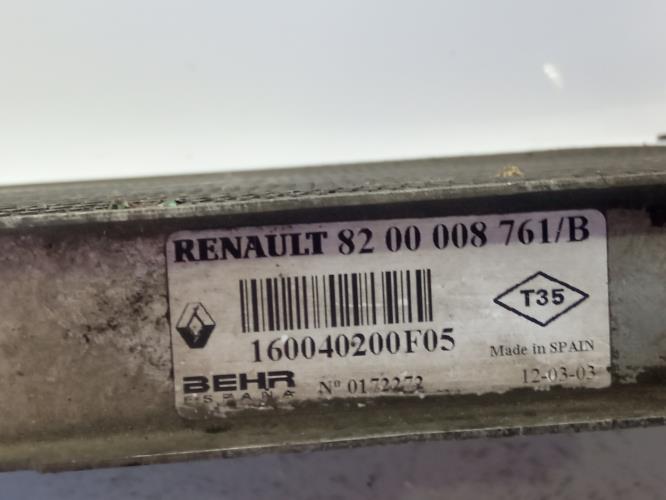 RENAULT 82 00 008 761/B
160040200F05
T35
Made in SPAIN
BEHR
ESPAÑA
Nº 0172272
12-03-03